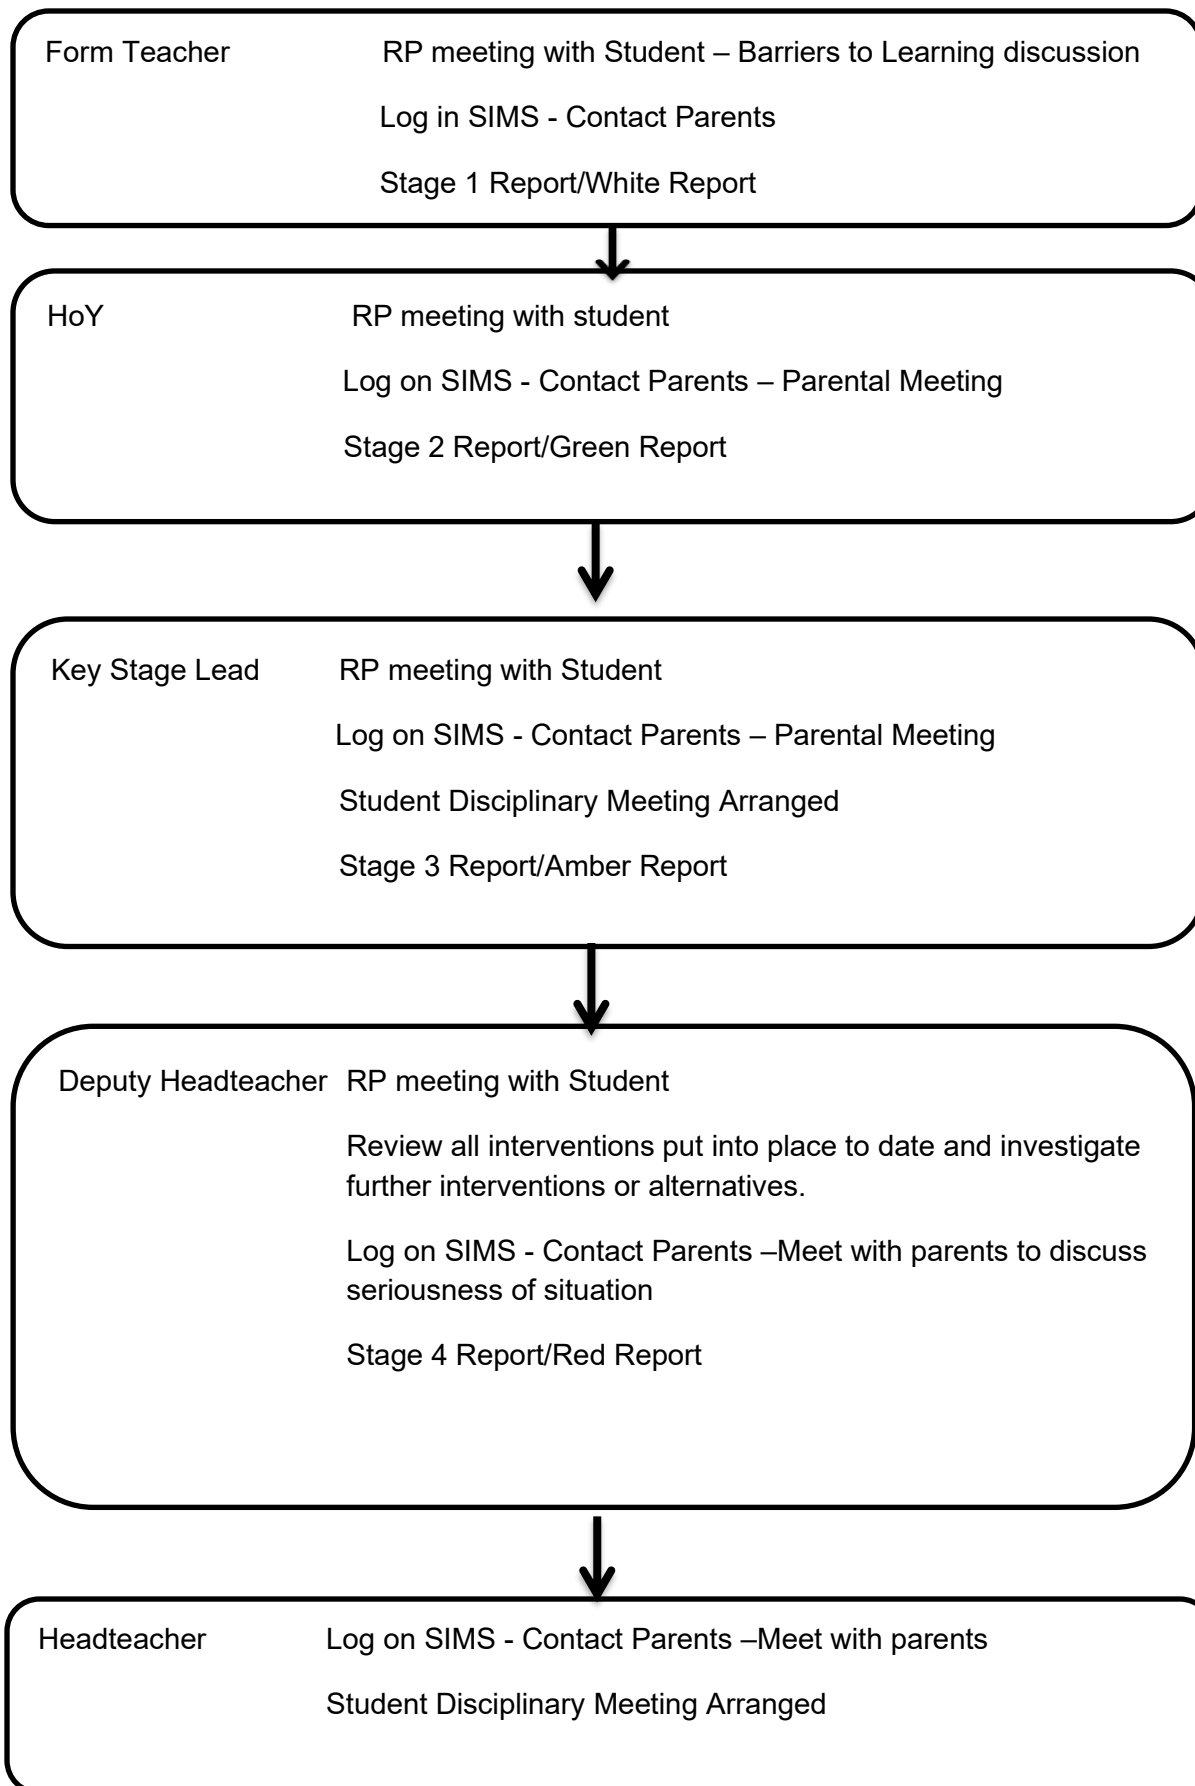 Form Teacher RP meeting with Student – Barriers to Learning discussion
Log in SIMS - Contact Parents
Stage 1 Report/White Report
HoY RP meeting with student
Log on SIMS - Contact Parents – Parental Meeting
Stage 2 Report/Green Report
Key Stage Lead RP meeting with Student
Log on SIMS - Contact Parents – Parental Meeting
Student Disciplinary Meeting Arranged
Stage 3 Report/Amber Report
Deputy Headteacher RP meeting with Student
Review all interventions put into place to date and investigate
further interventions or alternatives.
Log on SIMS - Contact Parents –Meet with parents to discuss
seriousness of situation
Stage 4 Report/Red Report
Headteacher Log on SIMS - Contact Parents –Meet with parents
Student Disciplinary Meeting Arranged